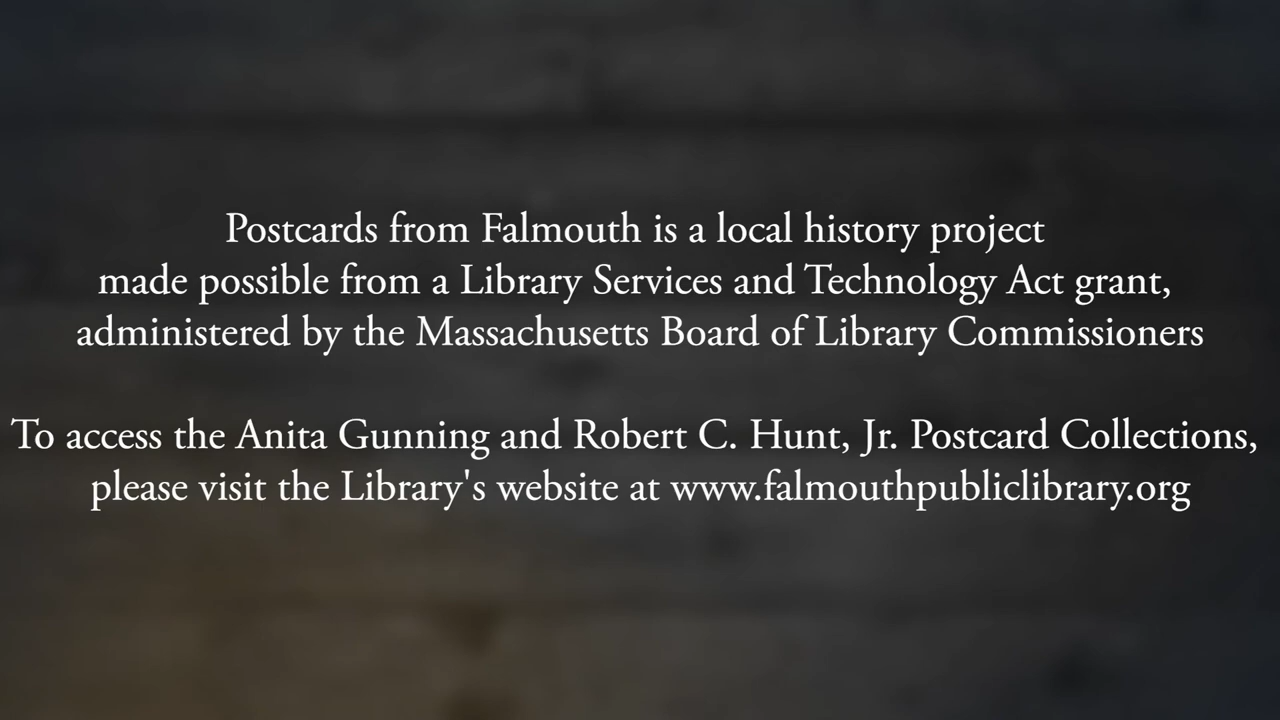 Postcards from Falmouth is a local history project
made possible from a Library Services and Technology Act grant,
administered by the Massachusetts Board of Library Commissioners
To access the Anita Gunning and Robert C. Hunt, Jr. Postcard Collections,
please visit the Library's website at www.falmouthpubliclibrary.org